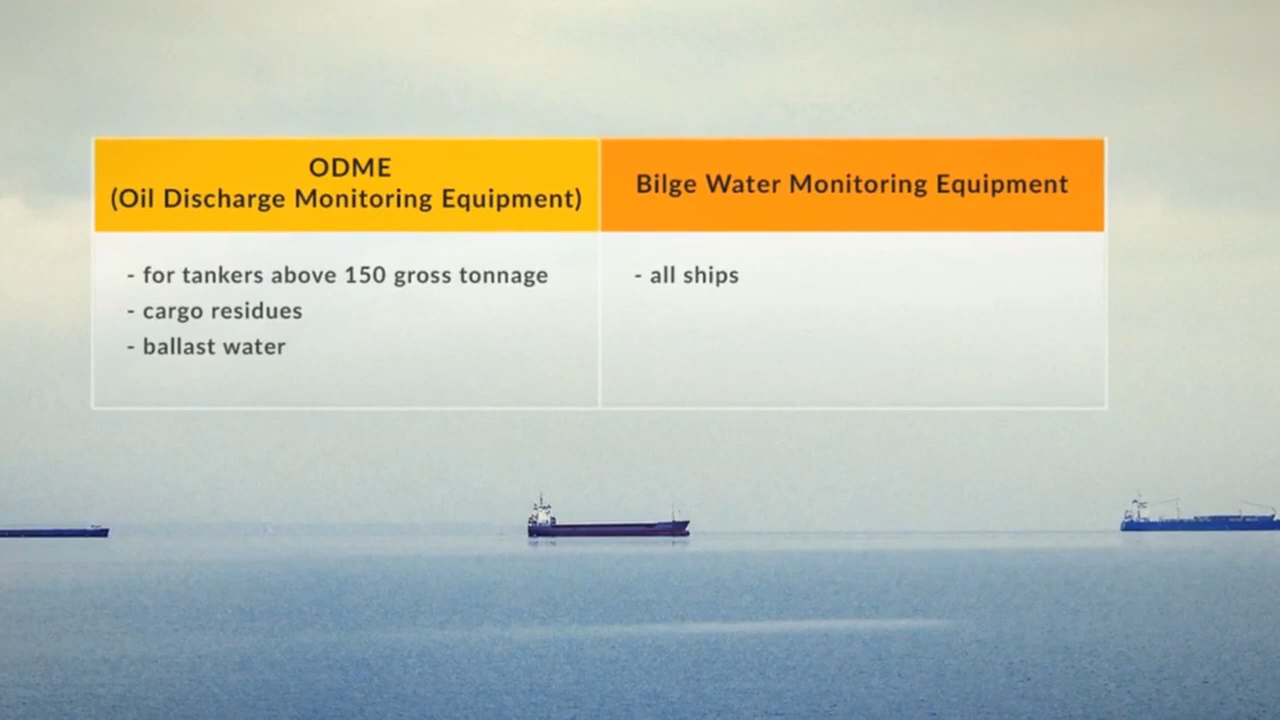 ODME
(Oil Discharge Monitoring Equipment)
Bilge Water Monitoring Equipment
- for tankers above 150 gross tonnage
- cargo residues
- ballast water
- all ships